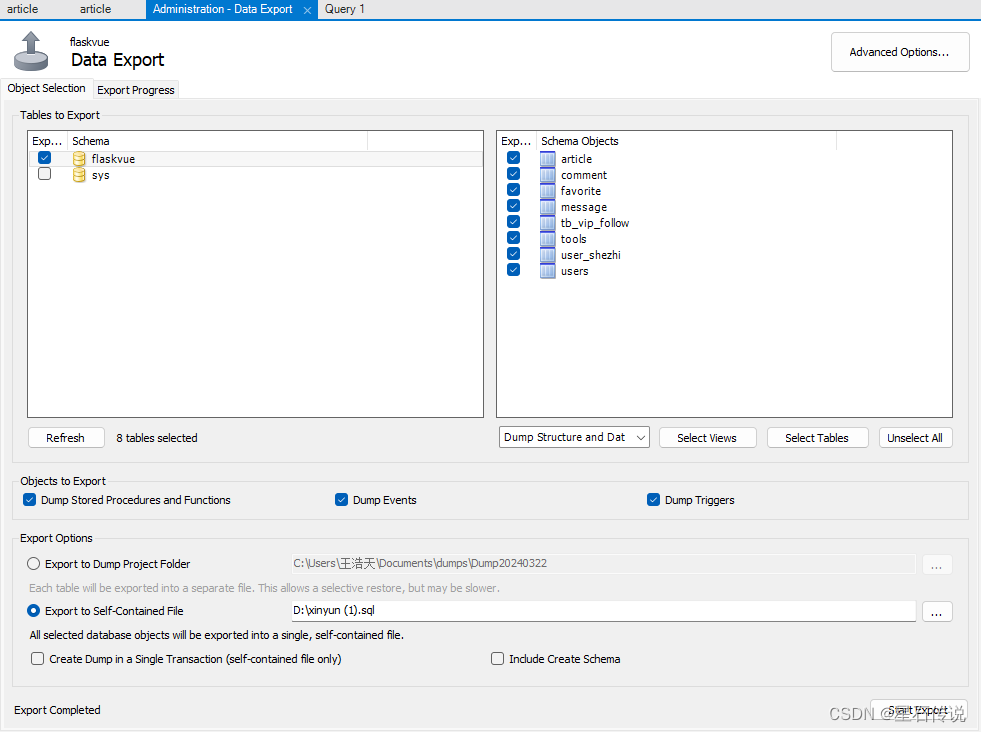 article article Administration - Data Export Query 1
flaskvue
Data Export
Advanced Options...
Object Selection Export Progress
Tables to Export
Exp... Schema
flaskvue
sys
Exp... Schema Objects
article
comment
favorite
message
tb_vip_follow
tools
user_shezhi
users
Refresh 8 tables selected Dump Structure and Dat Select Views Select Tables Unselect All
Objects to Export
Dump Stored Procedures and Functions Dump Events Dump Triggers
Export Options
Export to Dump Project Folder C:\Users\王浩天\Documents\dumps\Dump20240322 ...
Each table will be exported into a separate file. This allows a selective restore, but may be slower.
Export to Self-Contained File D:\xinyun (1).sql ...
All selected database objects will be exported into a single, self-contained file.
Create Dump in a Single Transaction (self-contained file only) Include Create Schema
Export Completed Start Export
CSDN @星石传说